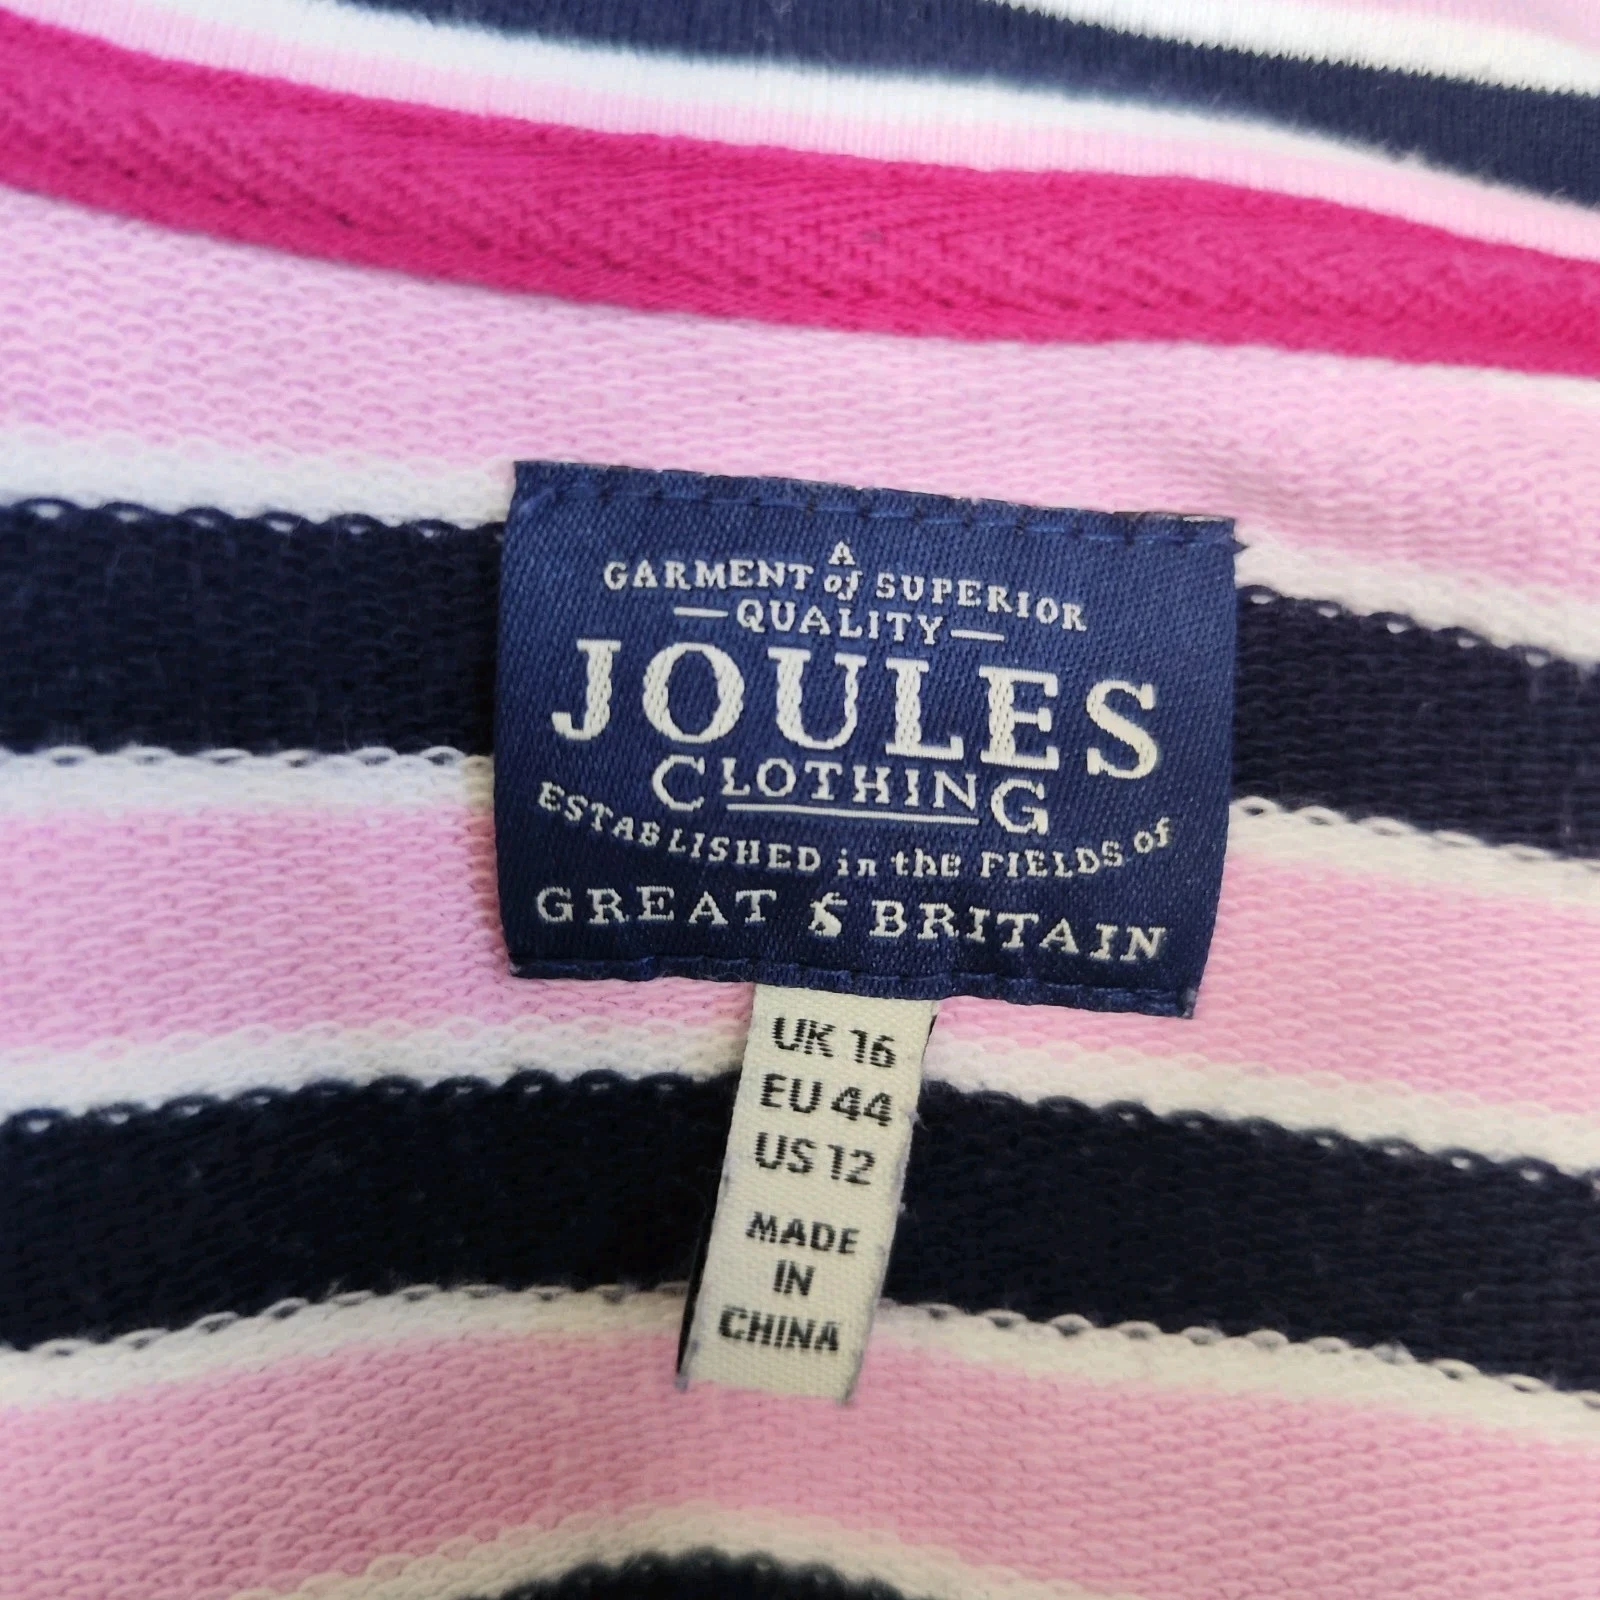 A
GARMENT of SUPERIOR
QUALITY
JOULES
CLOTHING
ESTABLISHED in the FIELDS of
GREAT BRITAIN
UK 16
EU 44
US 12
MADE
IN
CHINA